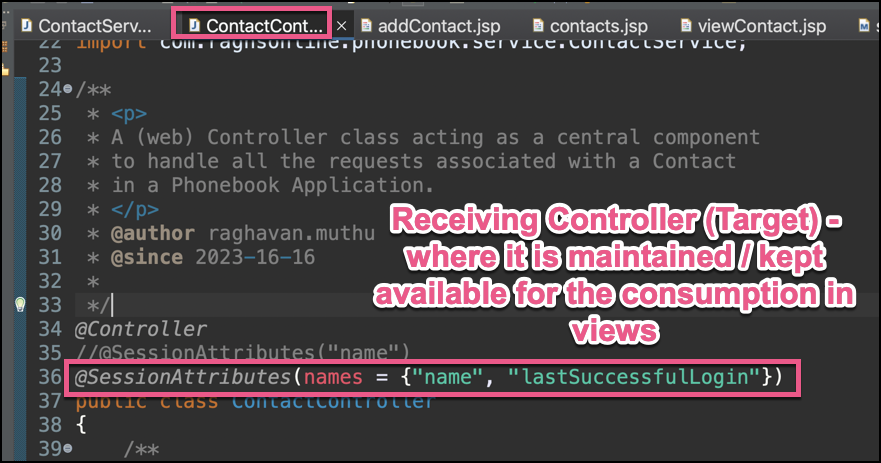 ContactServ...
ContactCont...
addContact.jsp
contacts.jsp
viewContact.jsp
22 import com.raghsonline.phonebook.service.ContactService;
23
24 /**
25 * <p>
26 * A (web) Controller class acting as a central component
27 * to handle all the requests associated with a Contact
28 * in a Phonebook Application.
29 * </p>
30 * @author raghavan.muthu
31 * @since 2023-16-16
32 *
33 */
34 @Controller
35 //@SessionAttributes("name")
36 @SessionAttributes(names = {"name", "lastSuccessfulLogin"})
37 public class ContactController
38 {
39 /**
Receiving Controller (Target) -
where it is maintained / kept
available for the consumption in
views